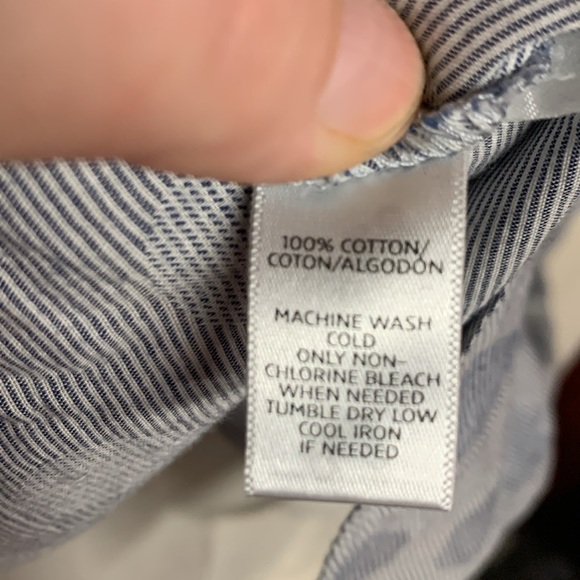 100% COTTON/
COTON/ALGODÓN
MACHINE WASH
COLD
ONLY NON-
CHLORINE BLEACH
WHEN NEEDED
TUMBLE DRY LOW
COOL IRON
IF NEEDED